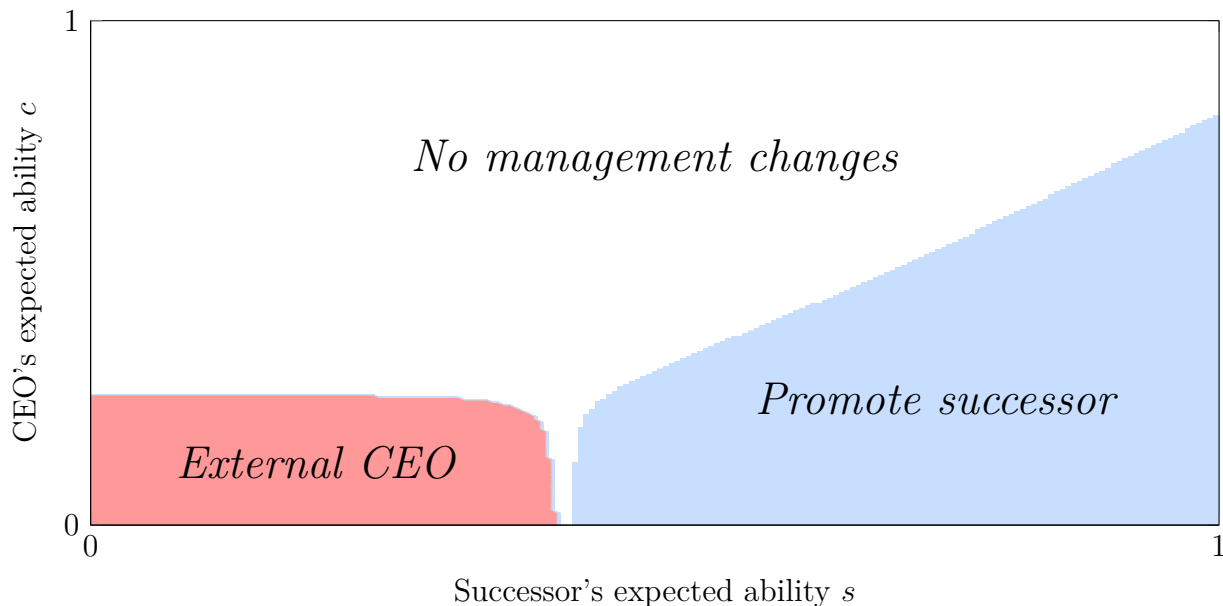 1
CEO's expected ability c
No management changes
Promote successor
External CEO
0
0
1
Successor's expected ability s